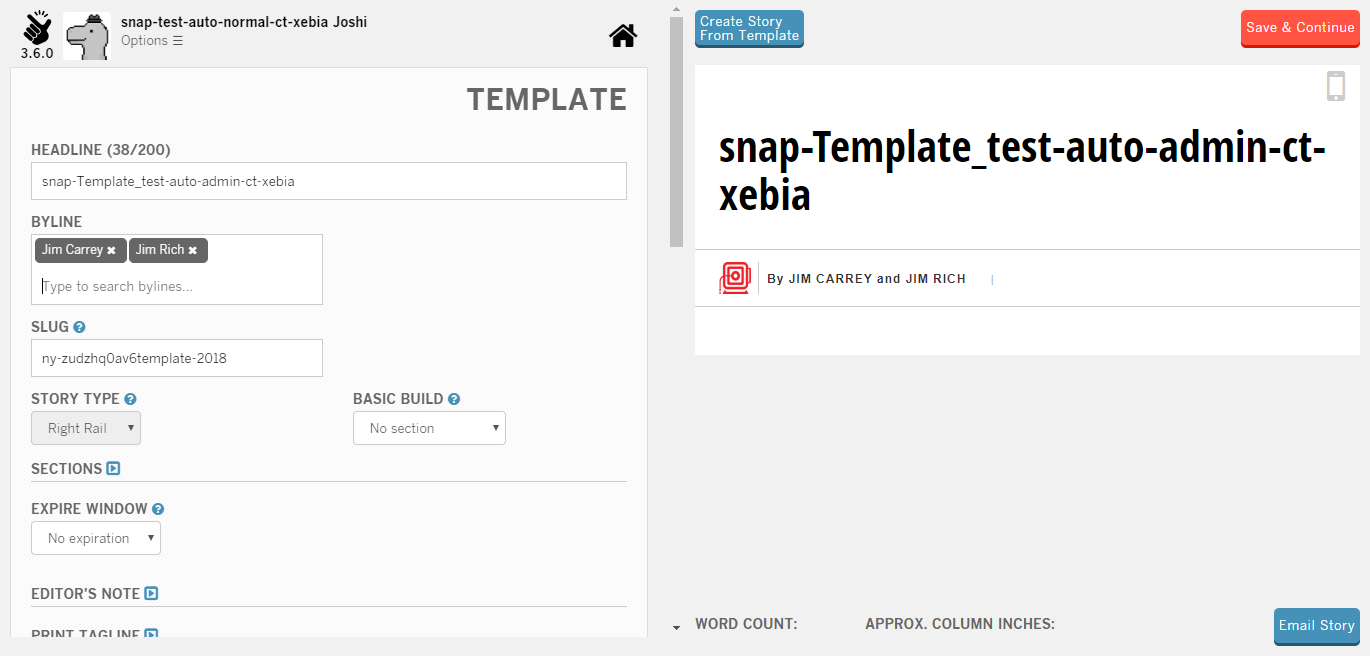 snap-test-auto-normal-ct-xebia Joshi
Options ☰
3.6.0
TEMPLATE
HEADLINE (38/200)
snap-Template_test-auto-admin-ct-xebia
BYLINE
Jim Carrey ✖ Jim Rich ✖
Type to search bylines...
SLUG ?
ny-zudzhq0av6template-2018
STORY TYPE ? BASIC BUILD ?
Right Rail ▾ No section ▾
SECTIONS
EXPIRE WINDOW ?
No expiration ▾
EDITOR'S NOTE
PRINT TAGLINE
Create Story
From Template
Save & Continue
snap-Template_test-auto-admin-ct-
xebia
By JIM CARREY and JIM RICH |
WORD COUNT: APPROX. COLUMN INCHES:
Email Story